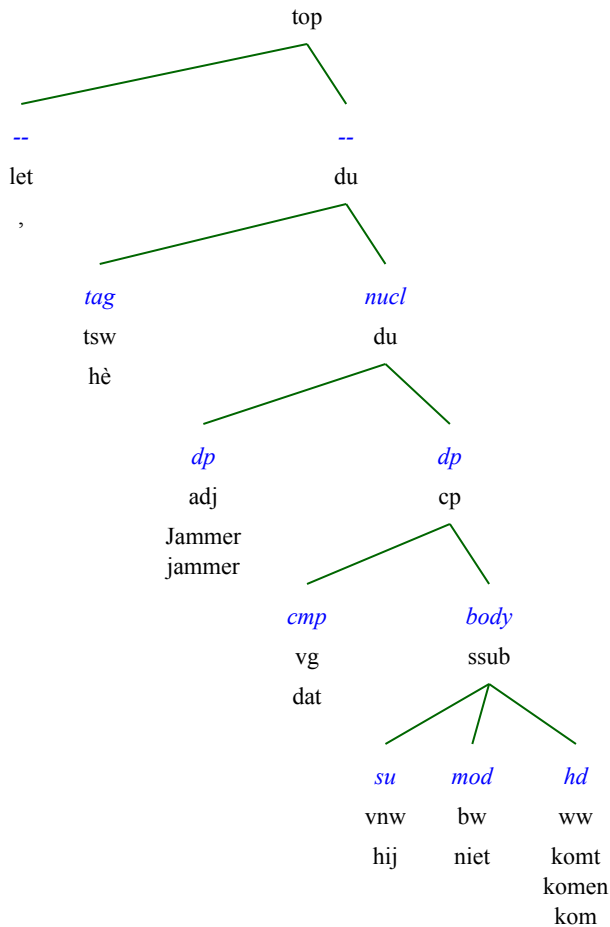 top
-- --
let du
,
tag nucl
tsw du
hè
dp dp
adj cp
Jammer
jammer
cmp body
vg ssub
dat
su mod hd
vnw bw ww
hij niet komt
komen
kom